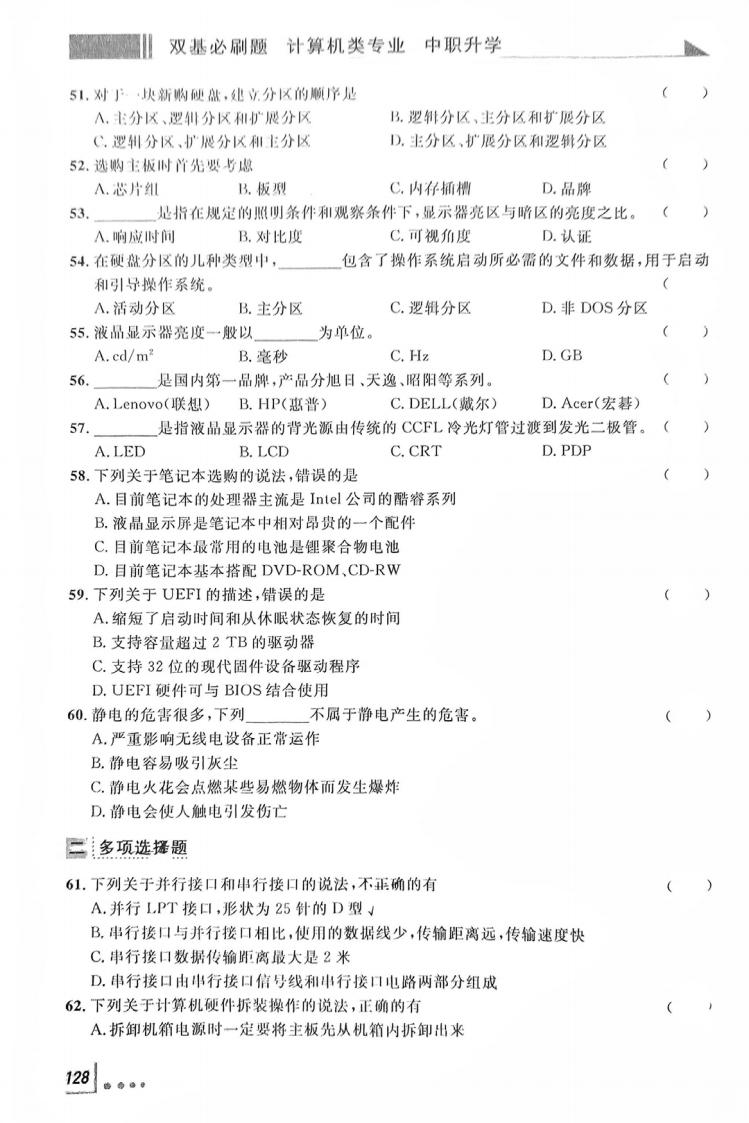 双基必刷题 计算机类专业 中职升学
51.对于一块新购硬盘,建立分区的顺序是 ( )
A.主分区、逻辑分区和扩展分区 B.逻辑分区、主分区和扩展分区
C.逻辑分区、扩展分区和主分区 D.主分区、扩展分区和逻辑分区
52.选购主板时首先要考虑 ( )
A.芯片组 B.板型 C.内存插槽 D.品牌
53.________是指在规定的照明条件和观察条件下,显示器亮区与暗区的亮度之比。 ( )
A.响应时间 B.对比度 C.可视角度 D.认证
54.在硬盘分区的几种类型中,________包含了操作系统启动所必需的文件和数据,用于启动
和引导操作系统。 (
A.活动分区 B.主分区 C.逻辑分区 D.非 DOS 分区
55.液晶显示器亮度一般以________为单位。 ( )
A.cd/m² B.毫秒 C.Hz D.GB
56.________是国内第一品牌,产品分旭日、天逸、昭阳等系列。 ( )
A.Lenovo(联想) B.HP(惠普) C.DELL(戴尔) D.Acer(宏碁)
57.________是指液晶显示器的背光源由传统的 CCFL 冷光灯管过渡到发光二极管。 ( )
A.LED B.LCD C.CRT D.PDP
58.下列关于笔记本选购的说法,错误的是 ( )
A.目前笔记本的处理器主流是 Intel 公司的酷睿系列
B.液晶显示屏是笔记本中相对昂贵的一个配件
C.目前笔记本最常用的电池是锂聚合物电池
D.目前笔记本基本搭配 DVD-ROM、CD-RW
59.下列关于 UEFI 的描述,错误的是 ( )
A.缩短了启动时间和从休眠状态恢复的时间
B.支持容量超过 2 TB 的驱动器
C.支持 32 位的现代固件设备驱动程序
D.UEFI 硬件可与 BIOS 结合使用
60.静电的危害很多,下列________不属于静电产生的危害。 ( )
A.严重影响无线电设备正常运作
B.静电容易吸引灰尘
C.静电火花会点燃某些易燃物体而发生爆炸
D.静电会使人触电引发伤亡
二 多项选择题
61.下列关于并行接口和串行接口的说法,不正确的有 ( )
A.并行 LPT 接口,形状为 25 针的 D 型 √
B.串行接口与并行接口相比,使用的数据线少,传输距离远,传输速度快
C.串行接口数据传输距离最大是 2 米
D.串行接口由串行接口信号线和串行接口电路两部分组成
62.下列关于计算机硬件拆装操作的说法,正确的有 ( )
A.拆卸机箱电源时一定要将主板先从机箱内拆卸出来
128